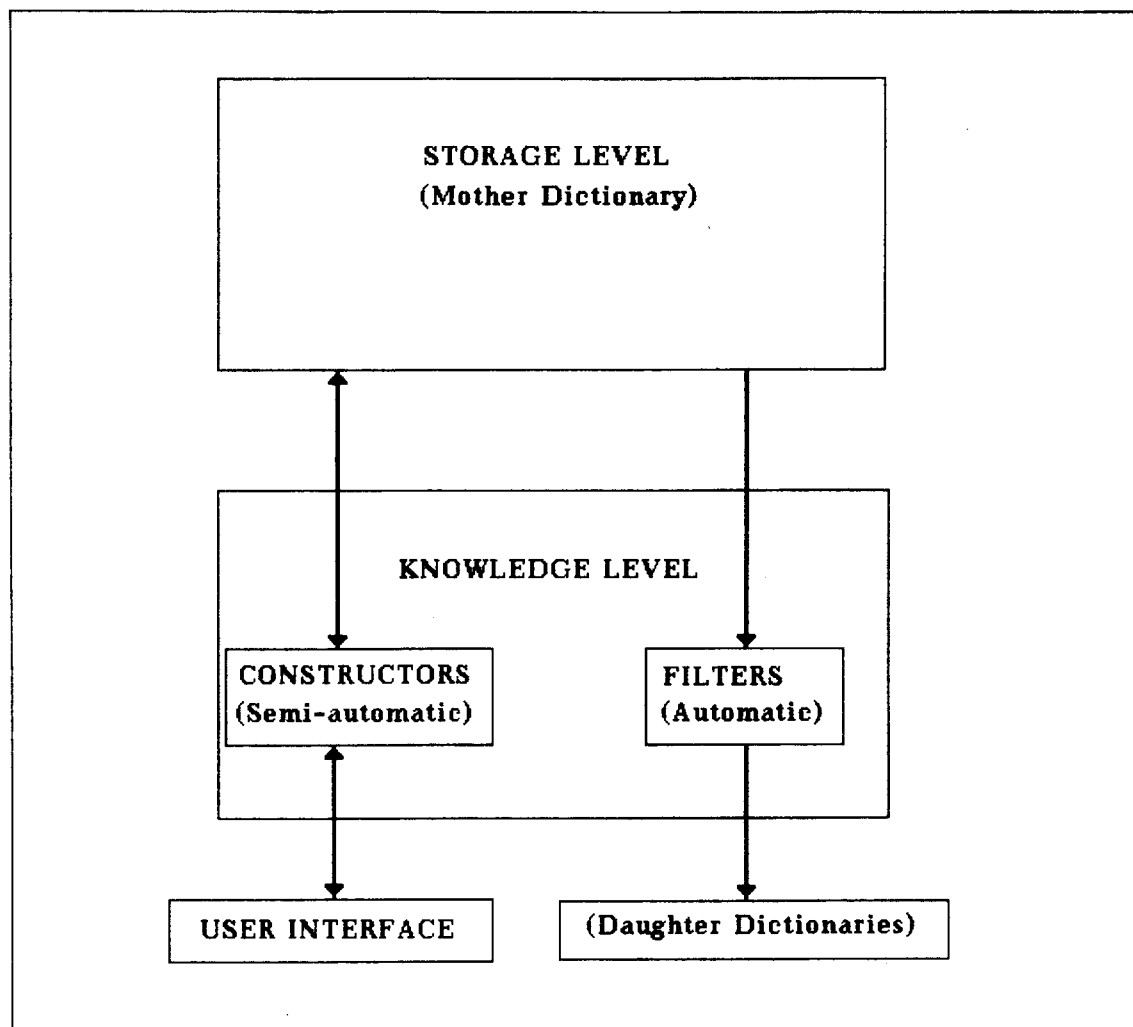 STORAGE LEVEL
(Mother Dictionary)
KNOWLEDGE LEVEL
CONSTRUCTORS
(Semi-automatic)
FILTERS
(Automatic)
USER INTERFACE
(Daughter Dictionaries)